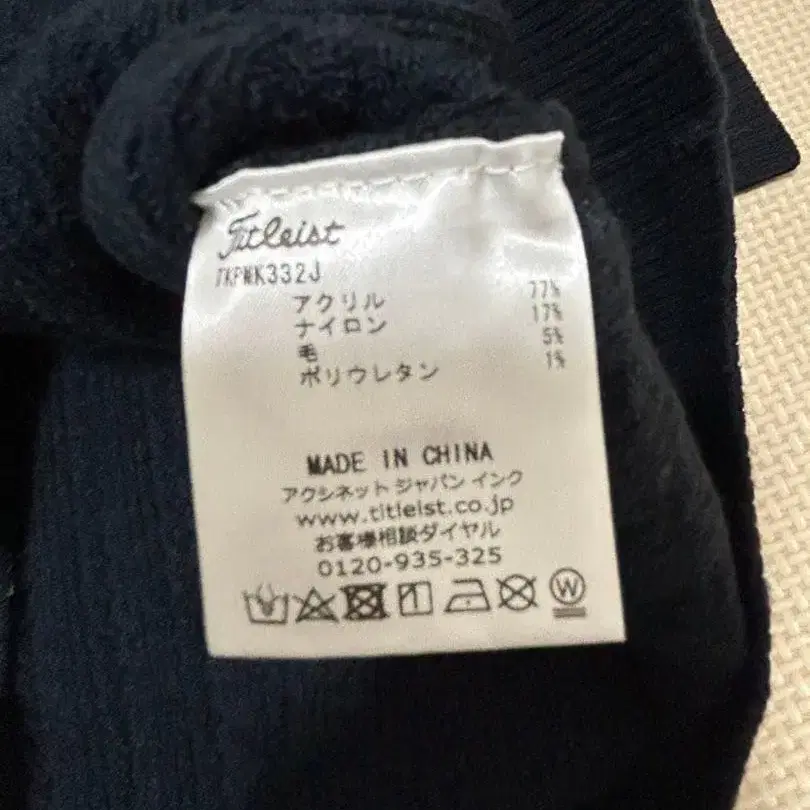 Titleist
TKPMK332J
アクリル 77%
ナイロン 17%
毛 5%
ポリウレタン 1%
MADE IN CHINA
アクシネット ジャパン インク
www.titleist.co.jp
お客様相談ダイヤル
0120-935-325
W